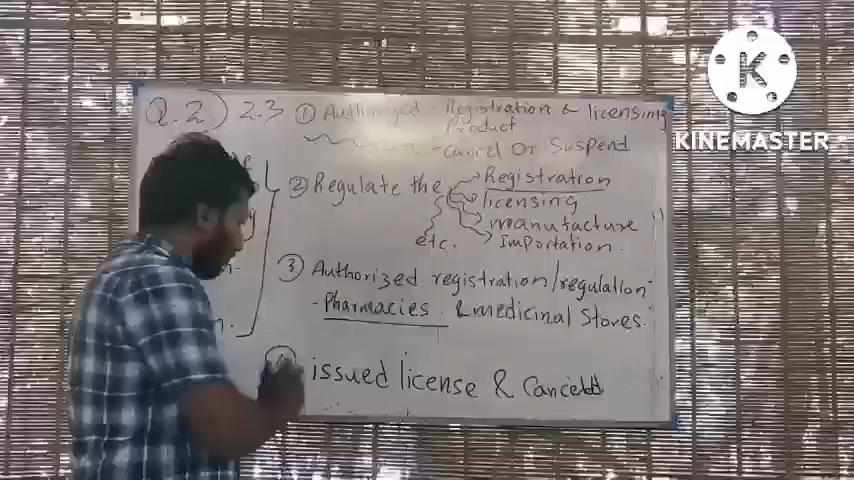 Q.2) 2.3
① Authorized - Registration & licensing
Product
- Cancel Or Suspend
② Regulate the
Registration
licensing
manufacture
Importation.
etc.
③ Authorized registration/regulation
- Pharmacies & medicinal Stores.
issued license & Canceld
K
KINEMASTER